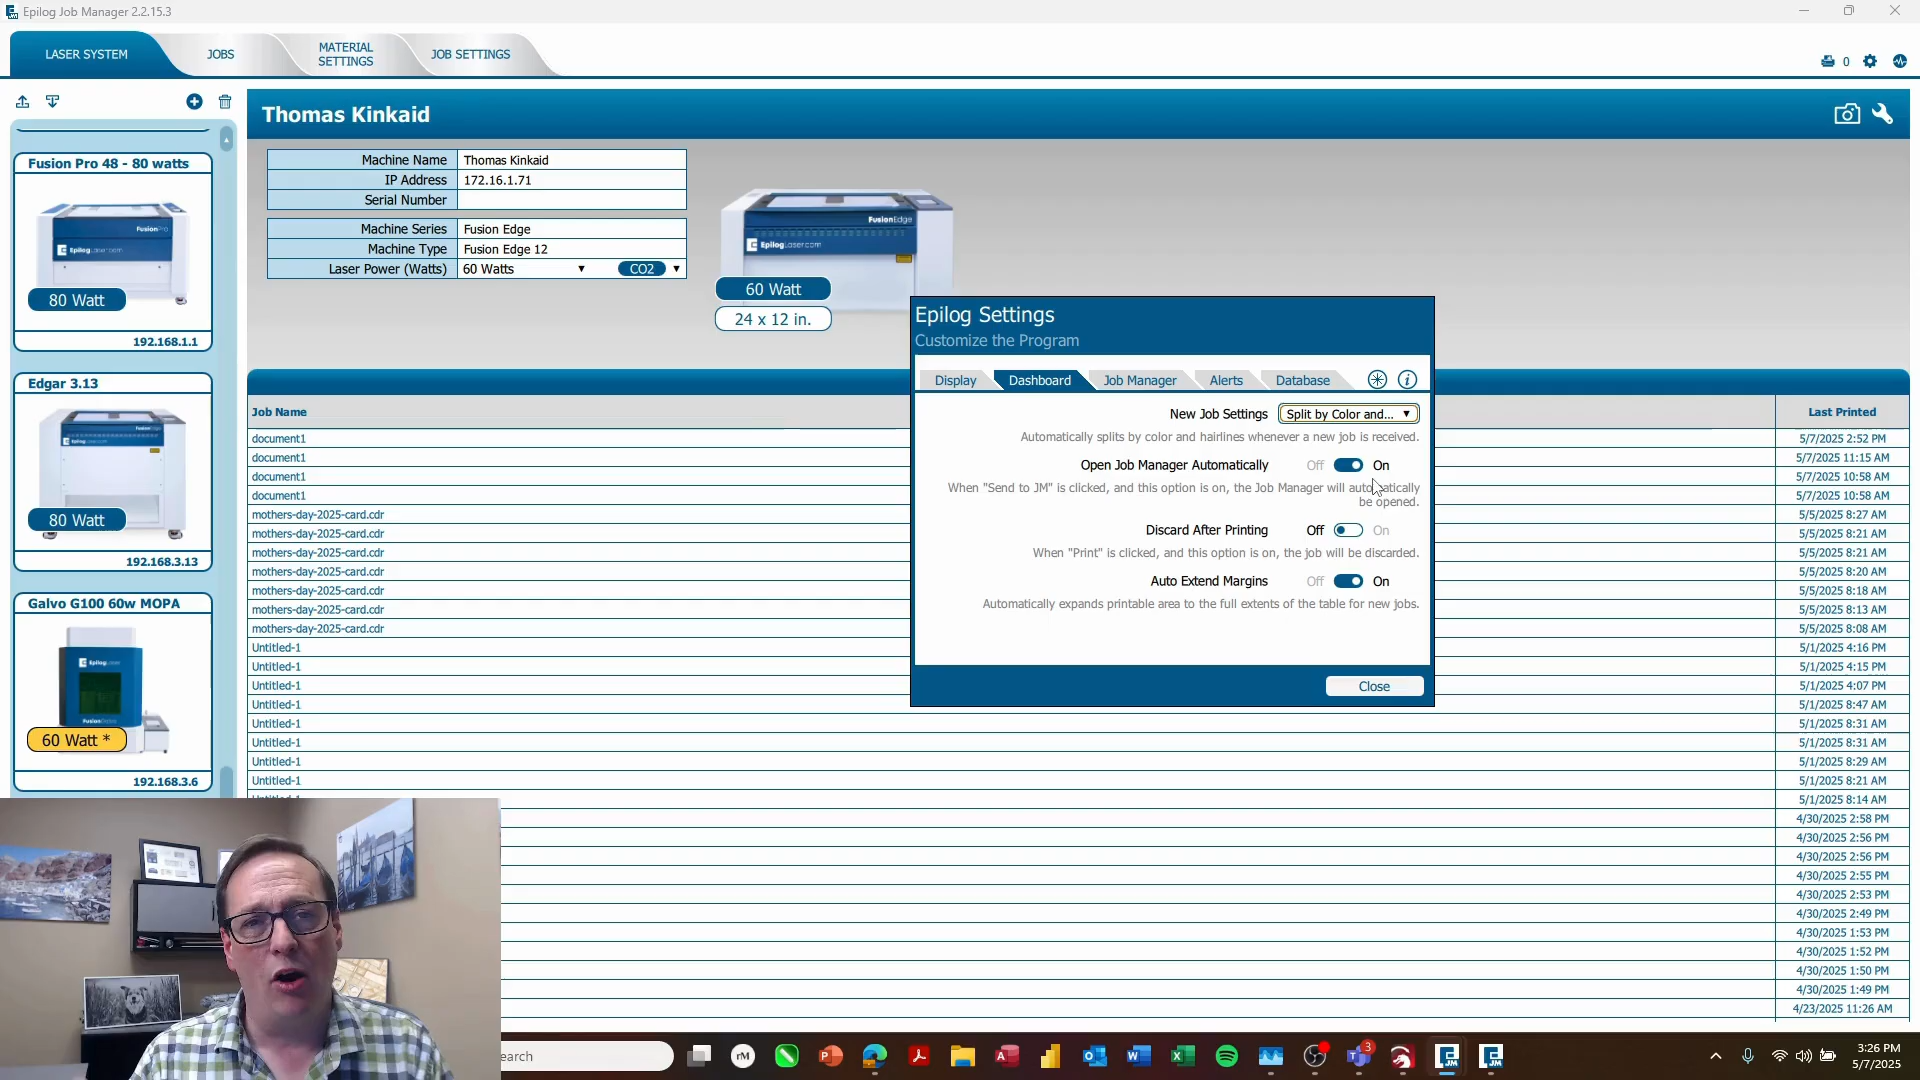 Epilog Job Manager 2.2.15.3
LASER SYSTEM
JOBS
MATERIAL
SETTINGS
JOB SETTINGS
0
Thomas Kinkaid
Machine Name Thomas Kinkaid
IP Address 172.16.1.71
Serial Number
Machine Series Fusion Edge
Machine Type Fusion Edge 12
Laser Power (Watts) 60 Watts CO2
FusionEdge
EpilogLaser.com
60 Watt
24 x 12 in.
Fusion Pro 48 - 80 watts
FusionPro
EpilogLaser.com
80 Watt
192.168.1.1
Edgar 3.13
80 Watt
192.168.3.13
Galvo G100 60w MOPA
EpilogLaser
60 Watt *
192.168.3.6
Epilog Settings
Customize the Program
Display
Dashboard
Job Manager
Alerts
Database
New Job Settings Split by Color and...
Automatically splits by color and hairlines whenever a new job is received.
Open Job Manager Automatically Off On
When "Send to JM" is clicked, and this option is on, the Job Manager will automatically
be opened.
Discard After Printing Off On
When "Print" is clicked, and this option is on, the job will be discarded.
Auto Extend Margins Off On
Automatically expands printable area to the full extents of the table for new jobs.
Close
Job Name Last Printed
document1 5/7/2025 2:52 PM
document1 5/7/2025 11:15 AM
document1 5/7/2025 10:58 AM
document1 5/7/2025 10:58 AM
mothers-day-2025-card.cdr 5/5/2025 8:27 AM
mothers-day-2025-card.cdr 5/5/2025 8:21 AM
mothers-day-2025-card.cdr 5/5/2025 8:21 AM
mothers-day-2025-card.cdr 5/5/2025 8:20 AM
mothers-day-2025-card.cdr 5/5/2025 8:18 AM
mothers-day-2025-card.cdr 5/5/2025 8:13 AM
mothers-day-2025-card.cdr 5/5/2025 8:08 AM
Untitled-1 5/1/2025 4:16 PM
Untitled-1 5/1/2025 4:15 PM
Untitled-1 5/1/2025 4:07 PM
Untitled-1 5/1/2025 8:47 AM
Untitled-1 5/1/2025 8:31 AM
Untitled-1 5/1/2025 8:31 AM
Untitled-1 5/1/2025 8:29 AM
Untitled-1 5/1/2025 8:21 AM
Untitled-1 5/1/2025 8:14 AM
4/30/2025 2:58 PM
4/30/2025 2:56 PM
4/30/2025 2:56 PM
4/30/2025 2:55 PM
4/30/2025 2:53 PM
4/30/2025 2:49 PM
4/30/2025 1:53 PM
4/30/2025 1:52 PM
4/30/2025 1:50 PM
4/30/2025 1:49 PM
4/23/2025 11:26 AM
earch
rM
3
JM
JM
3:26 PM
5/7/2025